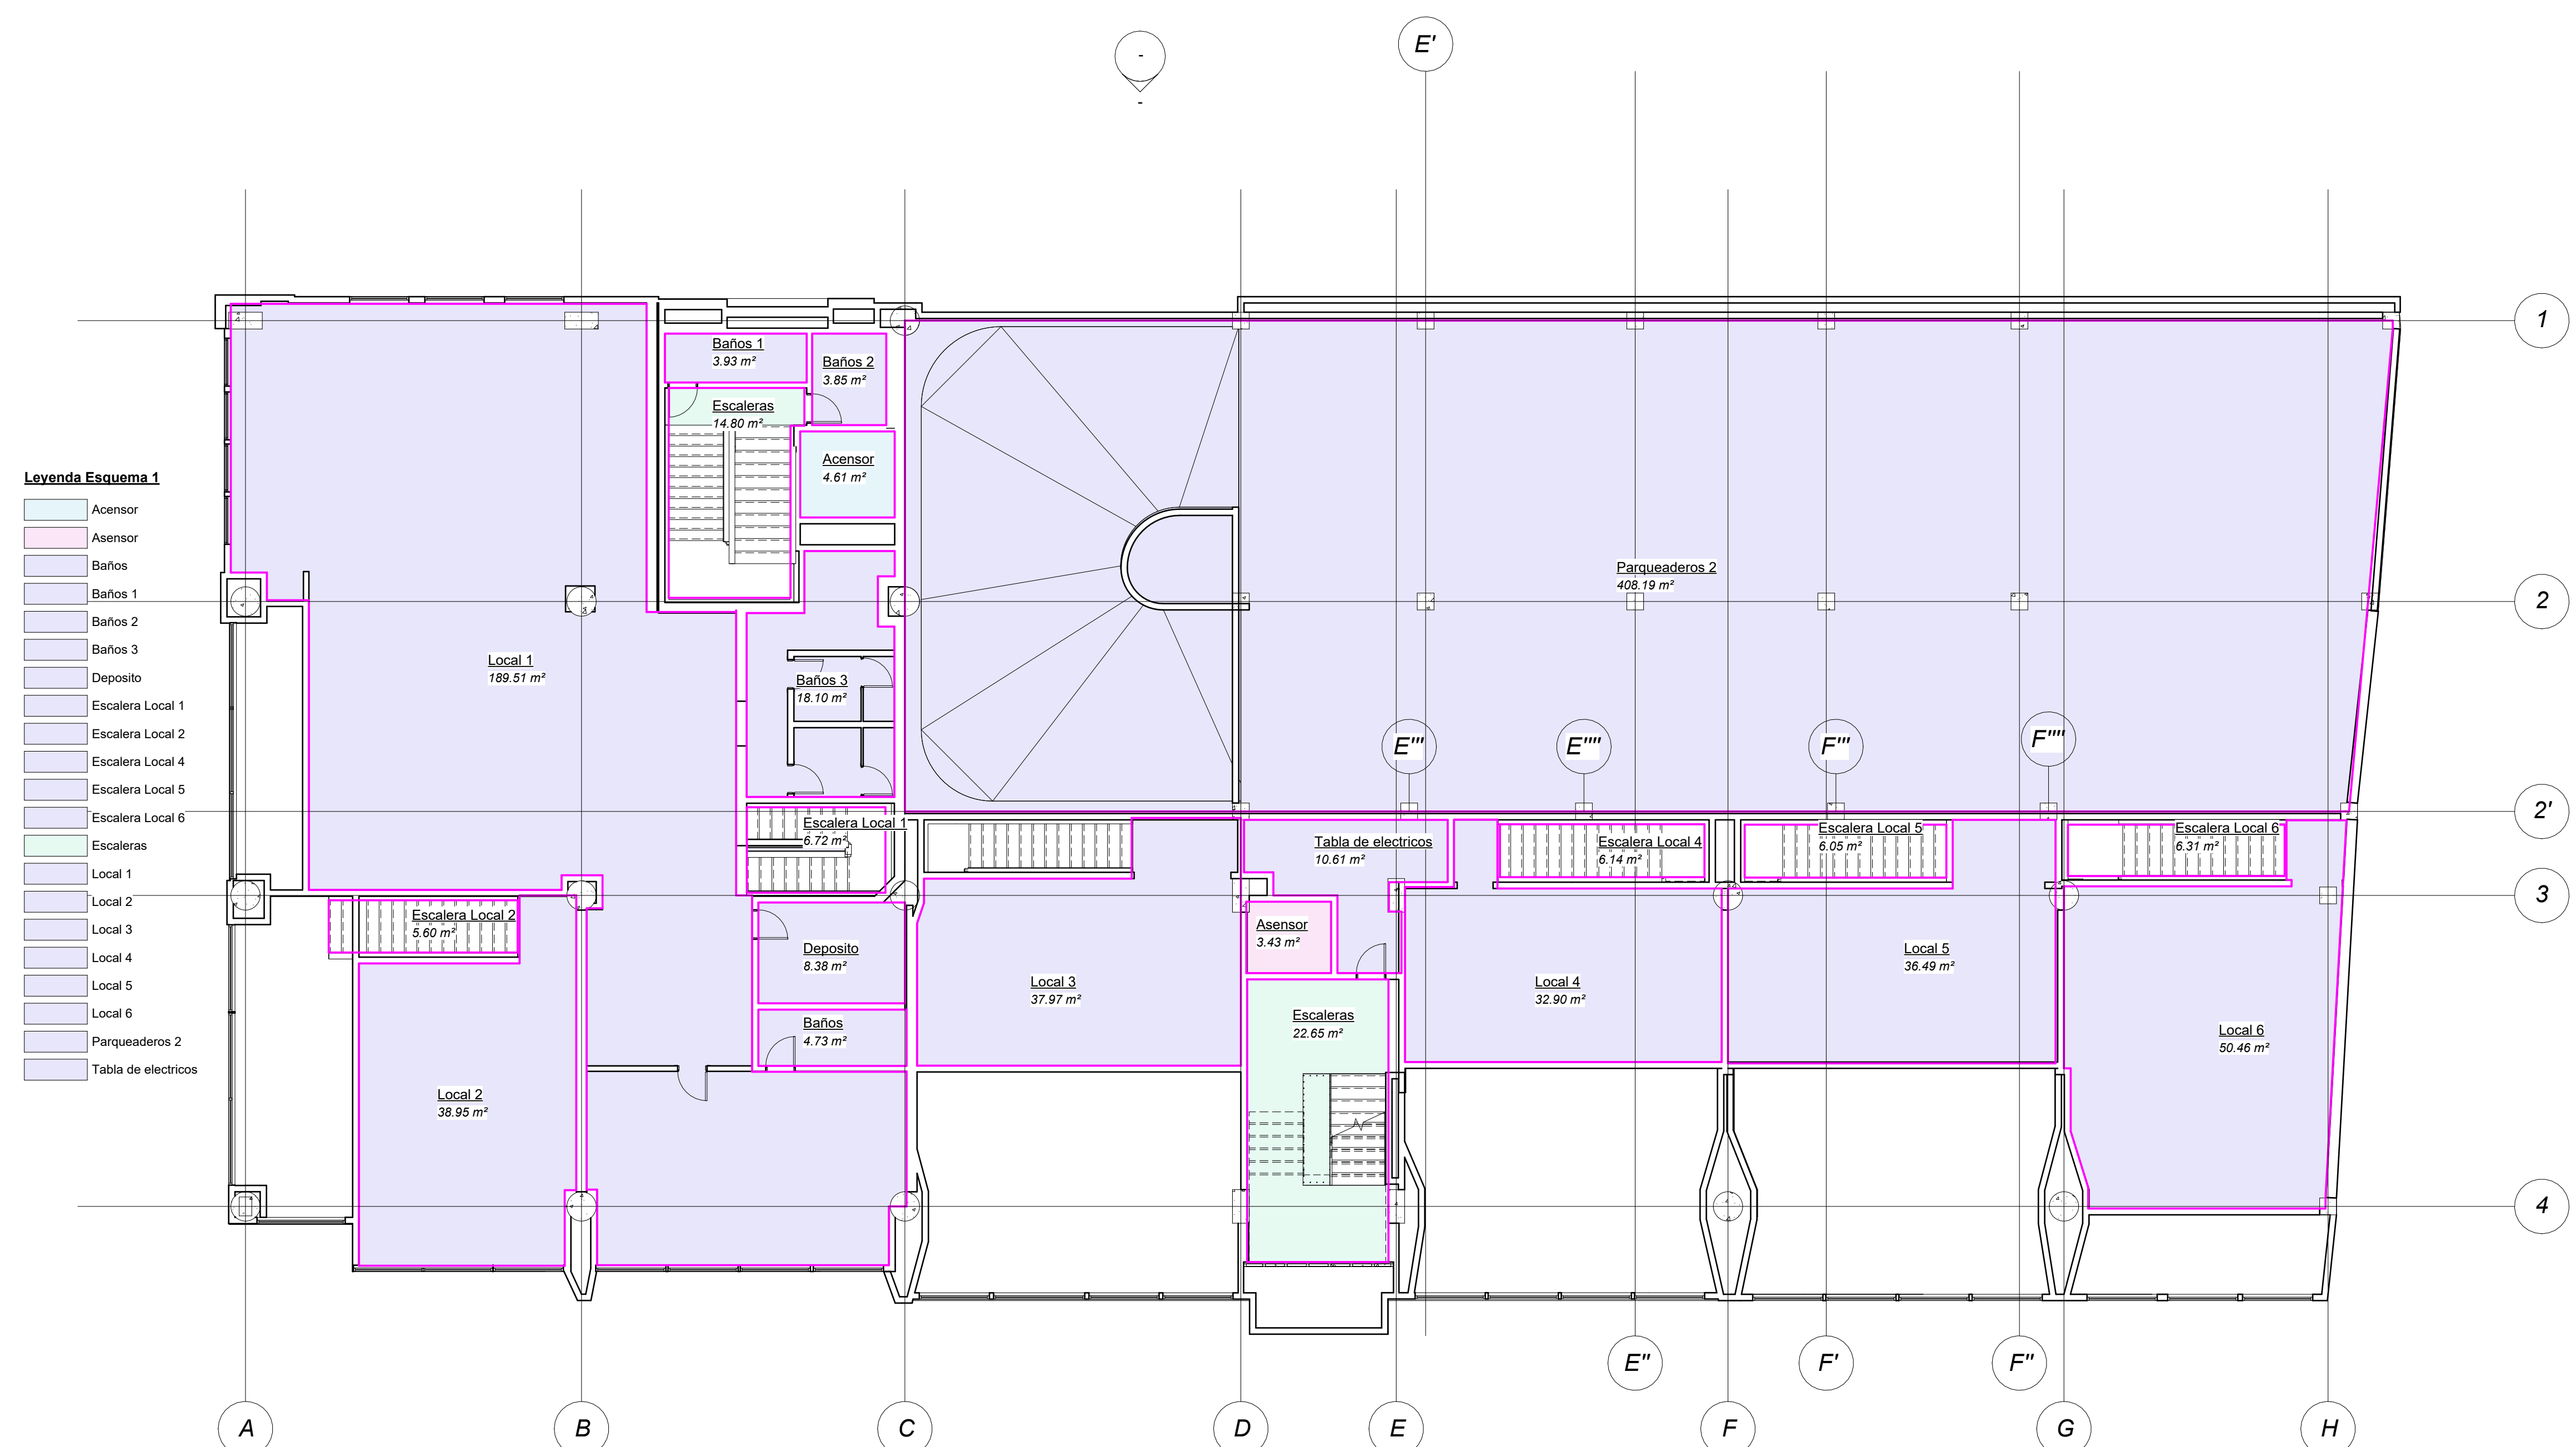 E'
-
-
1
Baños 1
3.93 m²
Baños 2
3.85 m²
Escaleras
14.80 m²
Acensor
4.61 m²
Leyenda Esquema 1
Acensor
Asensor
Baños
Baños 1
Baños 2
Baños 3
Deposito
Escalera Local 1
Escalera Local 2
Escalera Local 4
Escalera Local 5
Escalera Local 6
Escaleras
Local 1
Local 2
Local 3
Local 4
Local 5
Local 6
Parqueaderos 2
Tabla de electricos
Parqueaderos 2
408.19 m²
2
Local 1
189.51 m²
Baños 3
18.10 m²
E'''
E''''
F'''
F''''
2'
Escalera Local 1
6.72 m²
Tabla de electricos
10.61 m²
Escalera Local 4
6.14 m²
Escalera Local 5
6.05 m²
Escalera Local 6
6.31 m²
3
Escalera Local 2
5.60 m²
Deposito
8.38 m²
Asensor
3.43 m²
Local 3
37.97 m²
Local 4
32.90 m²
Local 5
36.49 m²
Baños
4.73 m²
Escaleras
22.65 m²
Local 6
50.46 m²
Local 2
38.95 m²
4
E''
F'
F''
A
B
C
D
E
F
G
H